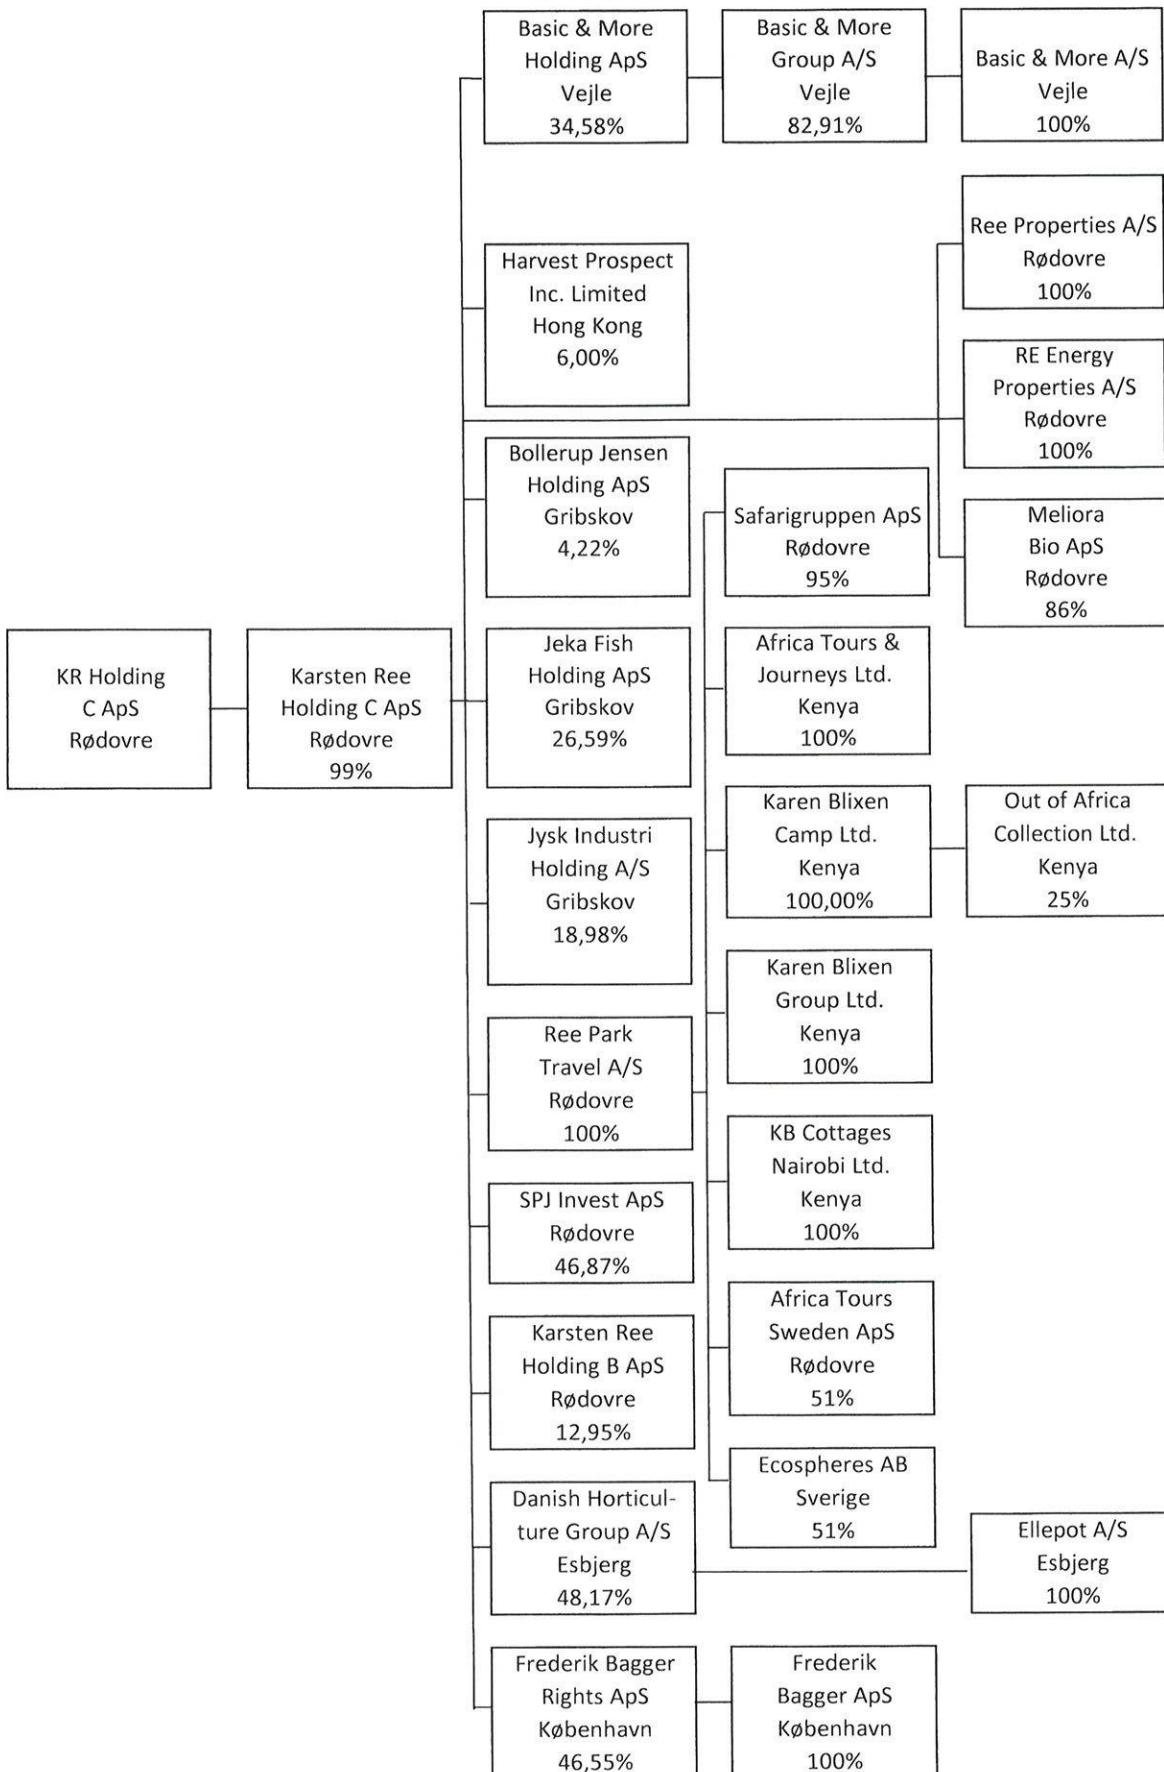 Basic & More
Holding ApS
Vejle
34,58%
Basic & More
Group A/S
Vejle
82,91%
Basic & More A/S
Vejle
100%
Ree Properties A/S
Rødovre
100%
Harvest Prospect
Inc. Limited
Hong Kong
6,00%
RE Energy
Properties A/S
Rødovre
100%
Bollerup Jensen
Holding ApS
Gribskov
4,22%
Safarigruppen ApS
Rødovre
95%
Meliora
Bio ApS
Rødovre
86%
KR Holding
C ApS
Rødovre
Karsten Ree
Holding C ApS
Rødovre
99%
Jeka Fish
Holding ApS
Gribskov
26,59%
Africa Tours &
Journeys Ltd.
Kenya
100%
Jysk Industri
Holding A/S
Gribskov
18,98%
Karen Blixen
Camp Ltd.
Kenya
100,00%
Out of Africa
Collection Ltd.
Kenya
25%
Karen Blixen
Group Ltd.
Kenya
100%
Ree Park
Travel A/S
Rødovre
100%
KB Cottages
Nairobi Ltd.
Kenya
100%
SPJ Invest ApS
Rødovre
46,87%
Africa Tours
Sweden ApS
Rødovre
51%
Karsten Ree
Holding B ApS
Rødovre
12,95%
Ecospheres AB
Sverige
51%
Danish Horticul-
ture Group A/S
Esbjerg
48,17%
Ellepot A/S
Esbjerg
100%
Frederik Bagger
Rights ApS
København
46,55%
Frederik
Bagger ApS
København
100%